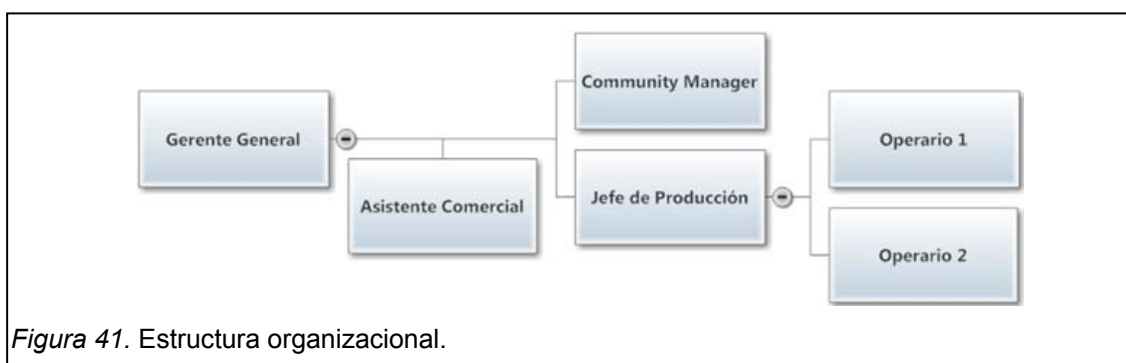 Community Manager
Gerente General
Operario 1
Asistente Comercial
Jefe de Producción
Operario 2
Figura 41. Estructura organizacional.